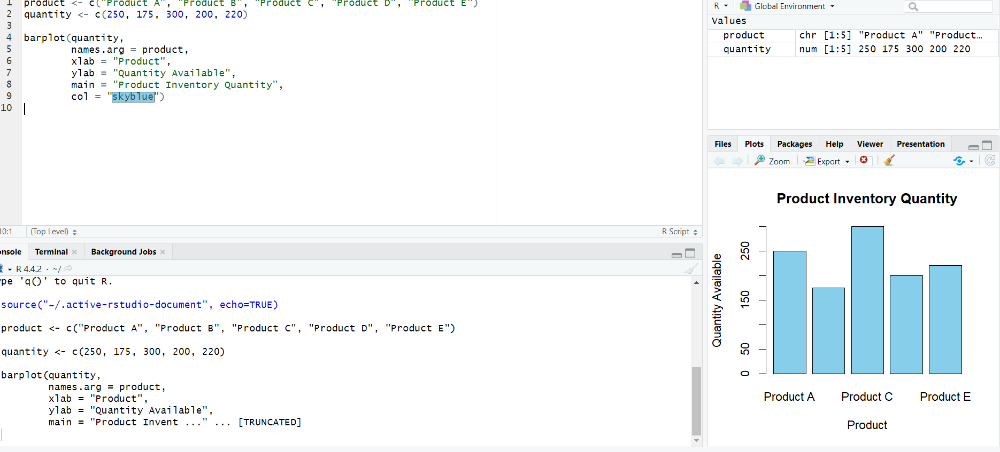 1 product <- c("Product A", "Product B", "Product C", "Product D", "Product E")
2 quantity <- c(250, 175, 300, 200, 220)
3
4 barplot(quantity,
5 names.arg = product,
6 xlab = "Product",
7 ylab = "Quantity Available",
8 main = "Product Inventory Quantity",
9 col = "skyblue")
10
10:1 (Top Level) R Script
onsole Terminal Background Jobs
R 4.4.2 · ~/
ype 'q()' to quit R.
source("~/.active-rstudio-document", echo=TRUE)
product <- c("Product A", "Product B", "Product C", "Product D", "Product E")
quantity <- c(250, 175, 300, 200, 220)
barplot(quantity,
names.arg = product,
xlab = "Product",
ylab = "Quantity Available",
main = "Product Invent ..." ... [TRUNCATED]
R Global Environment
Values
product chr [1:5] "Product A" "Product…
quantity num [1:5] 250 175 300 200 220
Files Plots Packages Help Viewer Presentation
Zoom Export
Product Inventory Quantity
Quantity Available
250
150
50
0
Product A Product C Product E
Product